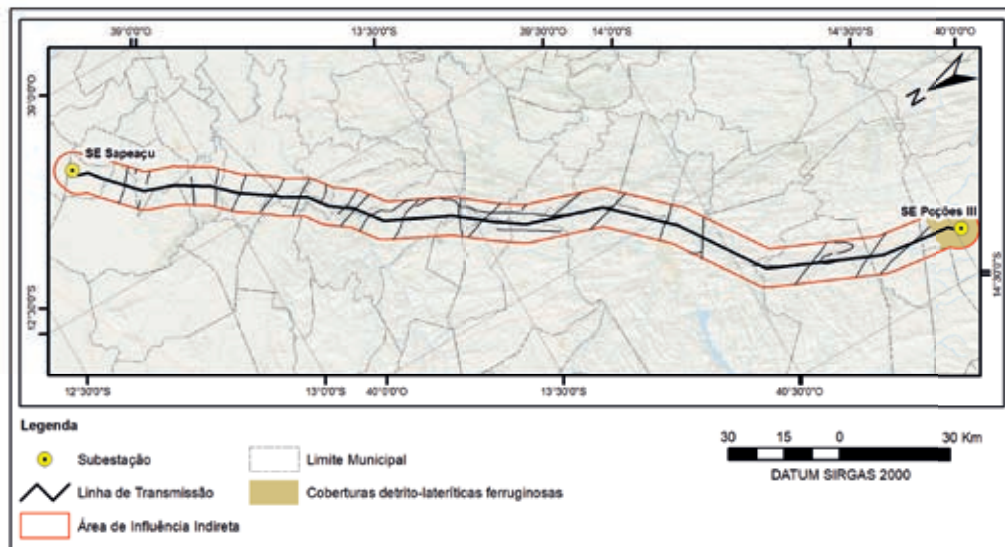 39°0'0"O 13°30'0"S 39°30'0"O 14°0'0"S 14°30'0"S 40°0'0"O
39°0'0"O
N
SE Sapeaçu
SE Poções III
12°30'0"S
14°30'0"S
12°30'0"S 13°0'0"S 40°0'0"O 13°30'0"S 40°30'0"O
Legenda
Subestação
Limite Municipal
Linha de Transmissão
Coberturas detrito-lateríticas ferruginosas
Área de Influência Indireta
30 15 0 30 Km
DATUM SIRGAS 2000